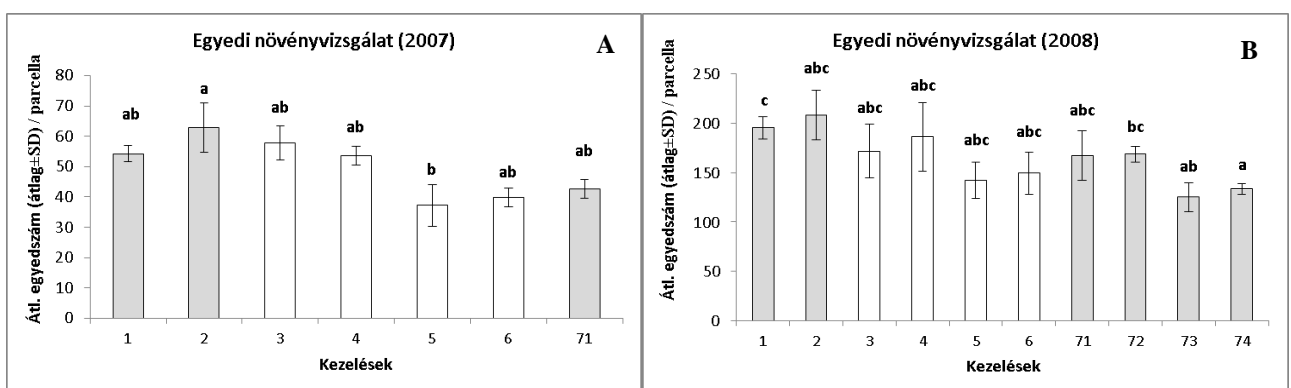 Egyedi növényvizsgálat (2007)
A
Átl. egyedszám (átlag±SD) / parcella
80
70
60
50
40
30
20
10
0
ab
a
ab
ab
b
ab
ab
1 2 3 4 5 6 71
Kezelések
Egyedi növényvizsgálat (2008)
B
Átl. egyedszám (átlag±SD) / parcella
250
200
150
100
50
0
c
abc
abc
abc
abc
abc
abc
bc
ab
a
1 2 3 4 5 6 71 72 73 74
Kezelések